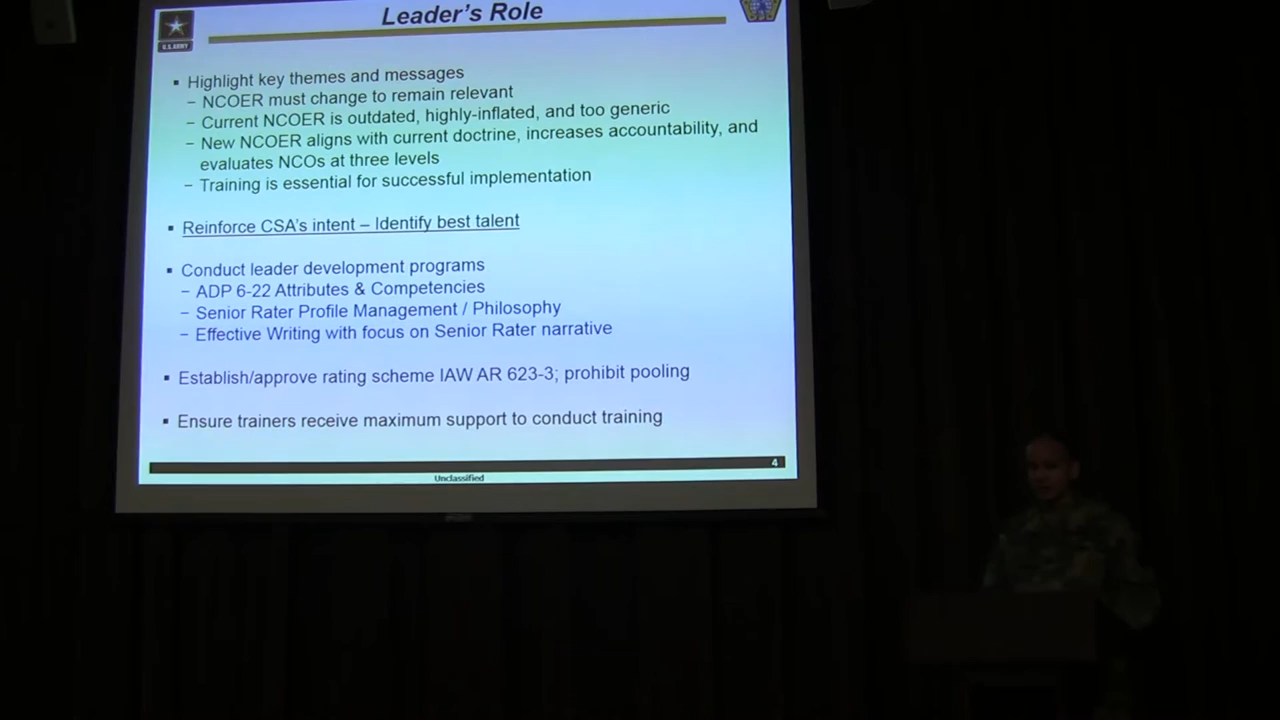 Leader's Role
U.S.ARMY
▪ Highlight key themes and messages
– NCOER must change to remain relevant
– Current NCOER is outdated, highly-inflated, and too generic
– New NCOER aligns with current doctrine, increases accountability, and
evaluates NCOs at three levels
– Training is essential for successful implementation
▪ Reinforce CSA's intent – Identify best talent
▪ Conduct leader development programs
– ADP 6-22 Attributes & Competencies
– Senior Rater Profile Management / Philosophy
– Effective Writing with focus on Senior Rater narrative
▪ Establish/approve rating scheme IAW AR 623-3; prohibit pooling
▪ Ensure trainers receive maximum support to conduct training
4
Unclassified